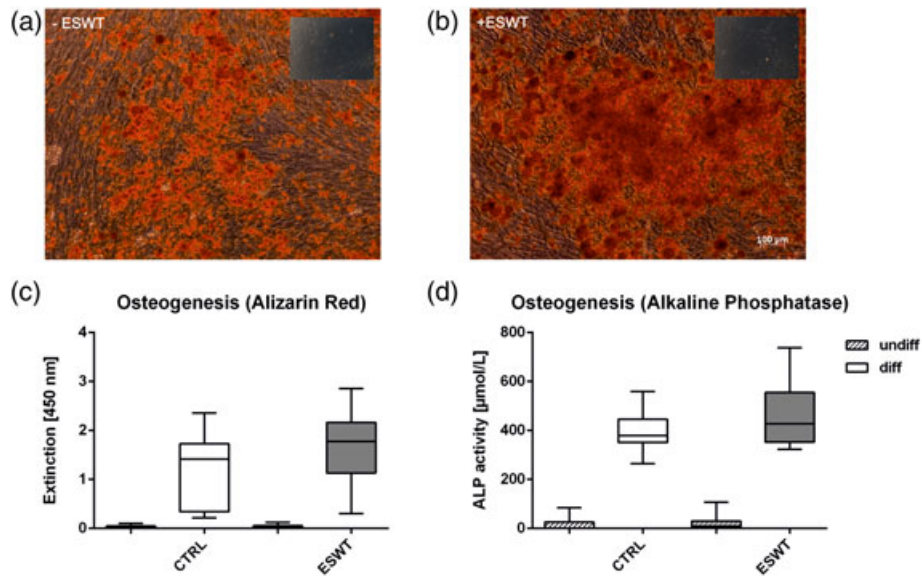 (a)
- ESWT
(b)
+ESWT
100 µm
(c)
Osteogenesis (Alizarin Red)
4
3
2
1
0
Extinction [450 nm]
CTRL
ESWT
(d)
Osteogenesis (Alkaline Phosphatase)
800
600
400
200
0
ALP activity [µmol/L]
CTRL
ESWT
undiff
diff